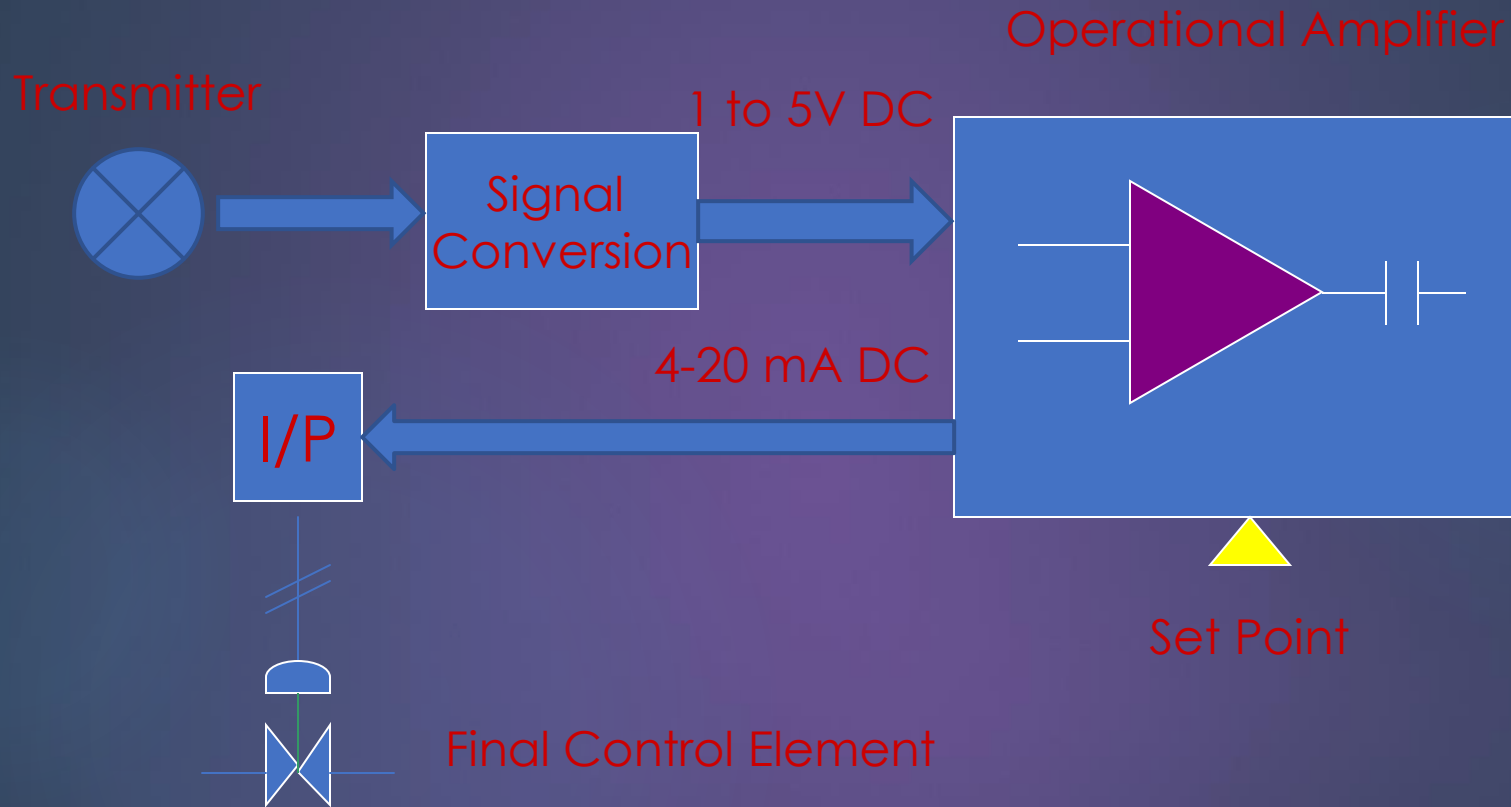 Operational Amplifier
Transmitter
1 to 5V DC
Signal
Conversion
4-20 mA DC
I/P
Set Point
Final Control Element